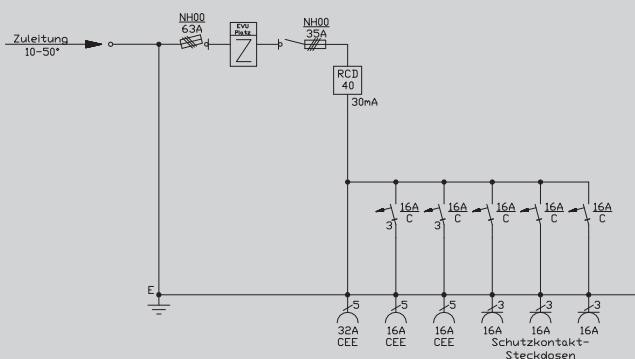 Zuleitung
10-50°
NH00
63A
EVU
Platz
Z
NH00
35A
RCD
40
30mA
16A
C
3
16A
C
3
16A
C
16A
C
16A
C
E
5
32A
CEE
5
16A
CEE
5
16A
CEE
3
16A
3
16A
3
16A
Schutzkontakt-
Steckdosen